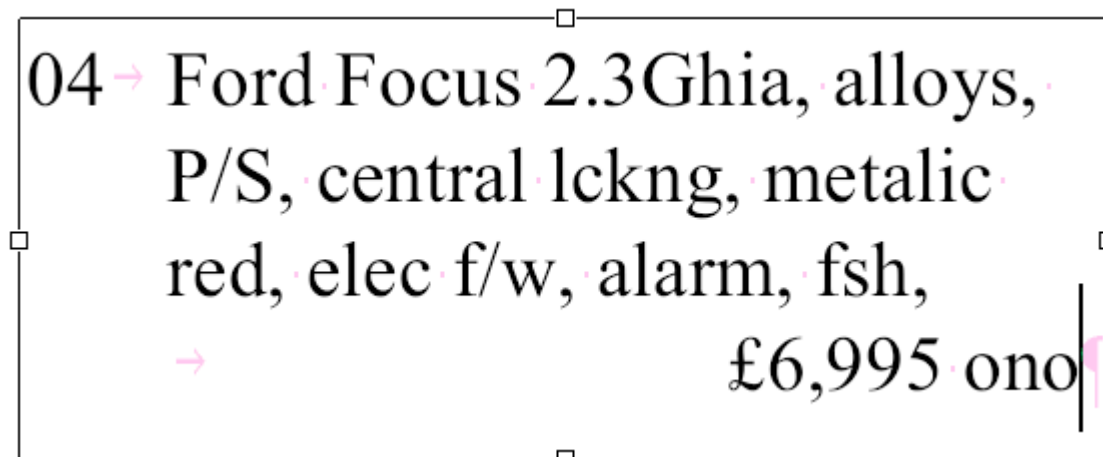 04 Ford Focus 2.3Ghia, alloys,
P/S, central lckng, metalic
red, elec f/w, alarm, fsh,
£6,995 ono